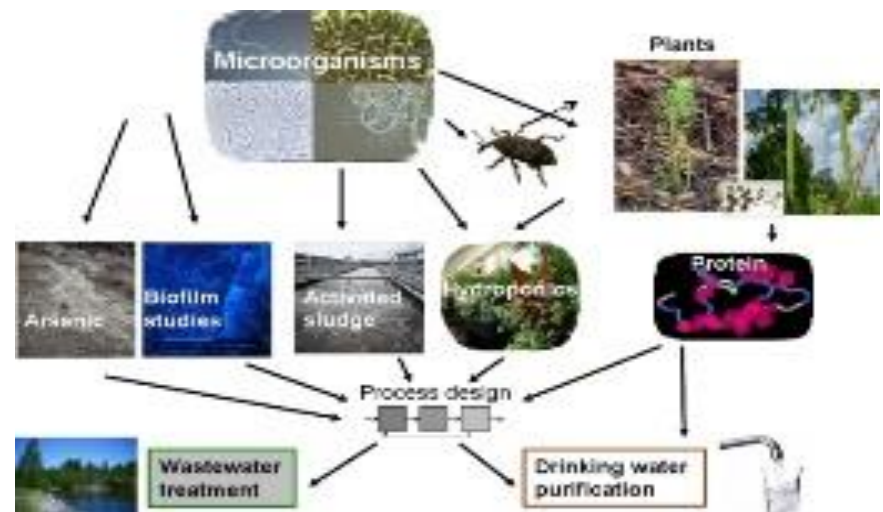 Plants
Microorganisms
Protein
Arsenic
Biofilm
studies
Activated
sludge
Hydroponics
Process design
Wastewater
treatment
Drinking water
purification